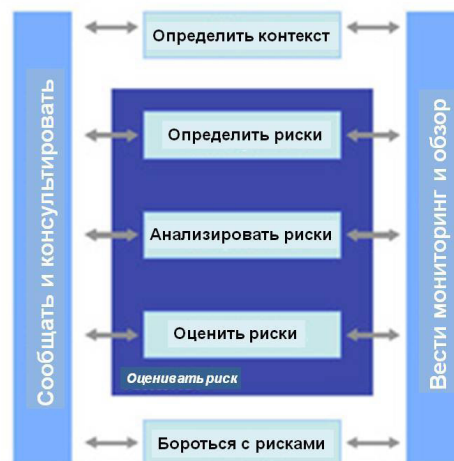 Сообщать и консультировать
Определить контекст
Определить риски
Анализировать риски
Оценить риски
Оценивать риск
Бороться с рисками
Вести мониторинг и обзор